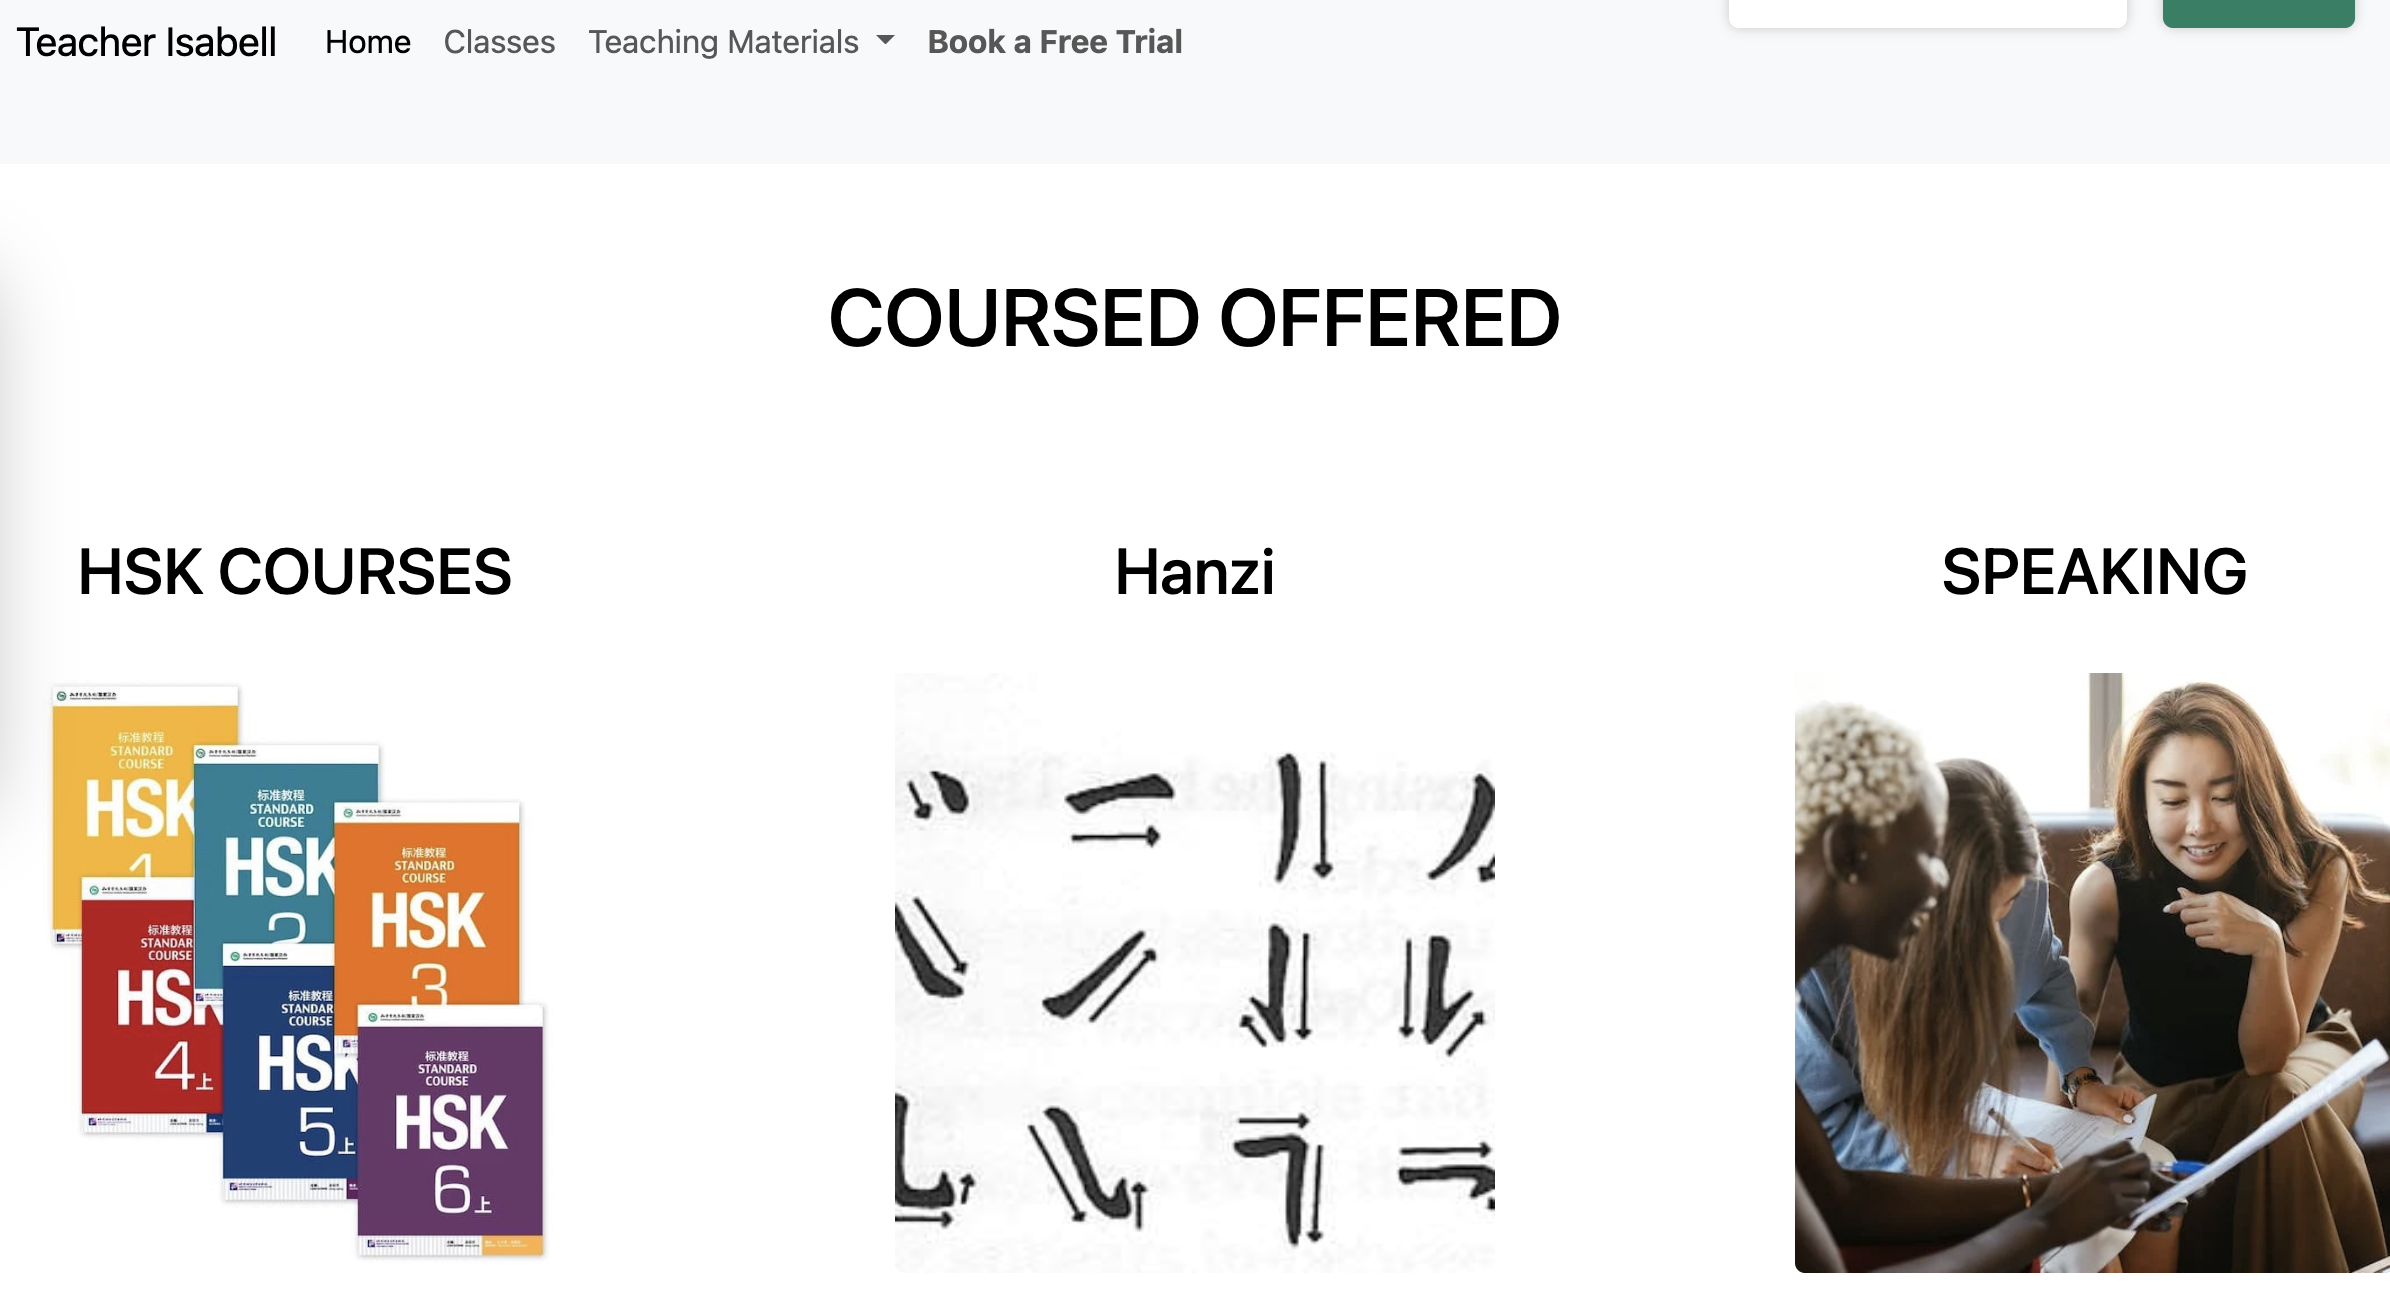 Teacher Isabell Home Classes Teaching Materials Book a Free Trial
COURSED OFFERED
HSK COURSES
Hanzi
SPEAKING
标准教程
STANDARD
COURSE
HSK
1
标准教程
STANDARD
COURSE
HSK
2
标准教程
STANDARD
COURSE
HSK
3
标准教程
STANDAR
COURSE
HSK
4上
标准教程
STANDAR
COURSE
HSK
5上
标准教程
STANDARD
COURSE
HSK
6上